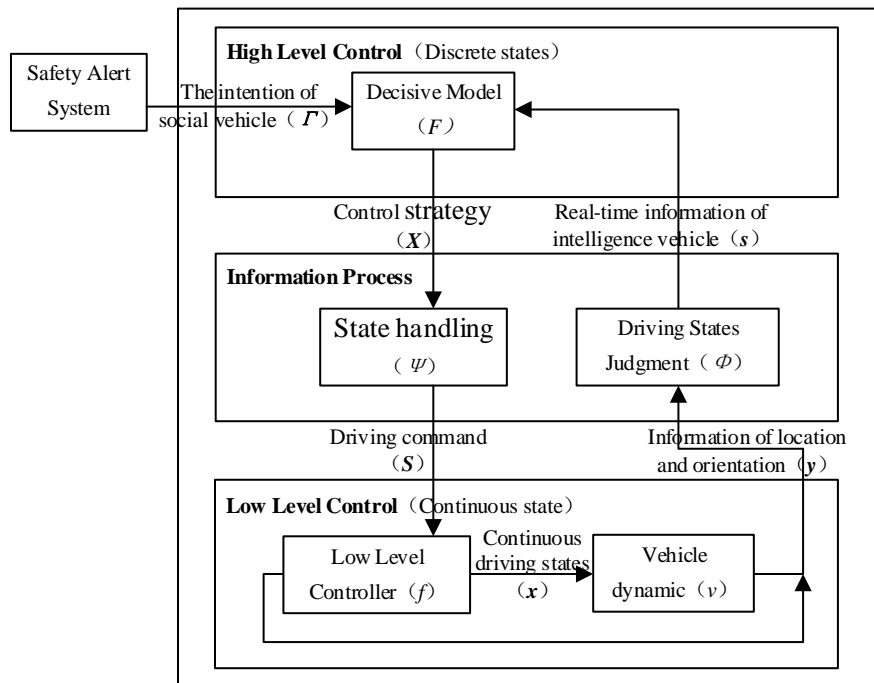 High Level Control（Discrete states）
Safety Alert
System
The intention of
social vehicle（Γ）
Decisive Model
（F）
Control strategy
（X）
Real-time information of
intelligence vehicle（s）
Information Process
State handling
（Ψ）
Driving States
Judgment（Φ）
Driving command
（S）
Information of location
and orientation（y）
Low Level Control（Continuous state）
Low Level
Controller（f）
Continuous
driving states
（x）
Vehicle
dynamic（v）